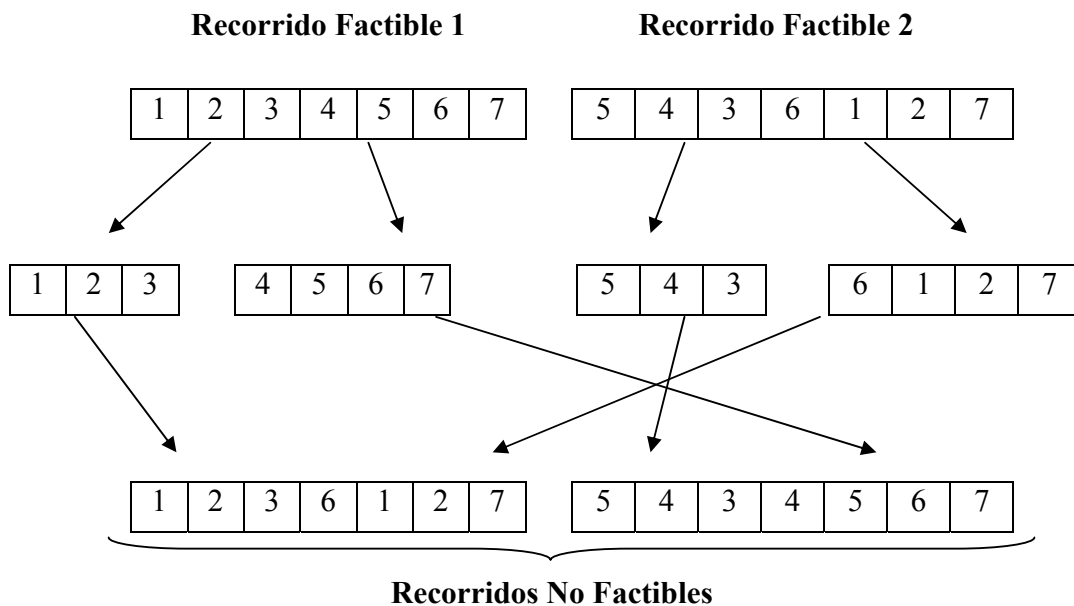 Recorrido Factible 1 Recorrido Factible 2
1 2 3 4 5 6 7 5 4 3 6 1 2 7
1 2 3 4 5 6 7 5 4 3 6 1 2 7
1 2 3 6 1 2 7 5 4 3 4 5 6 7
Recorridos No Factibles